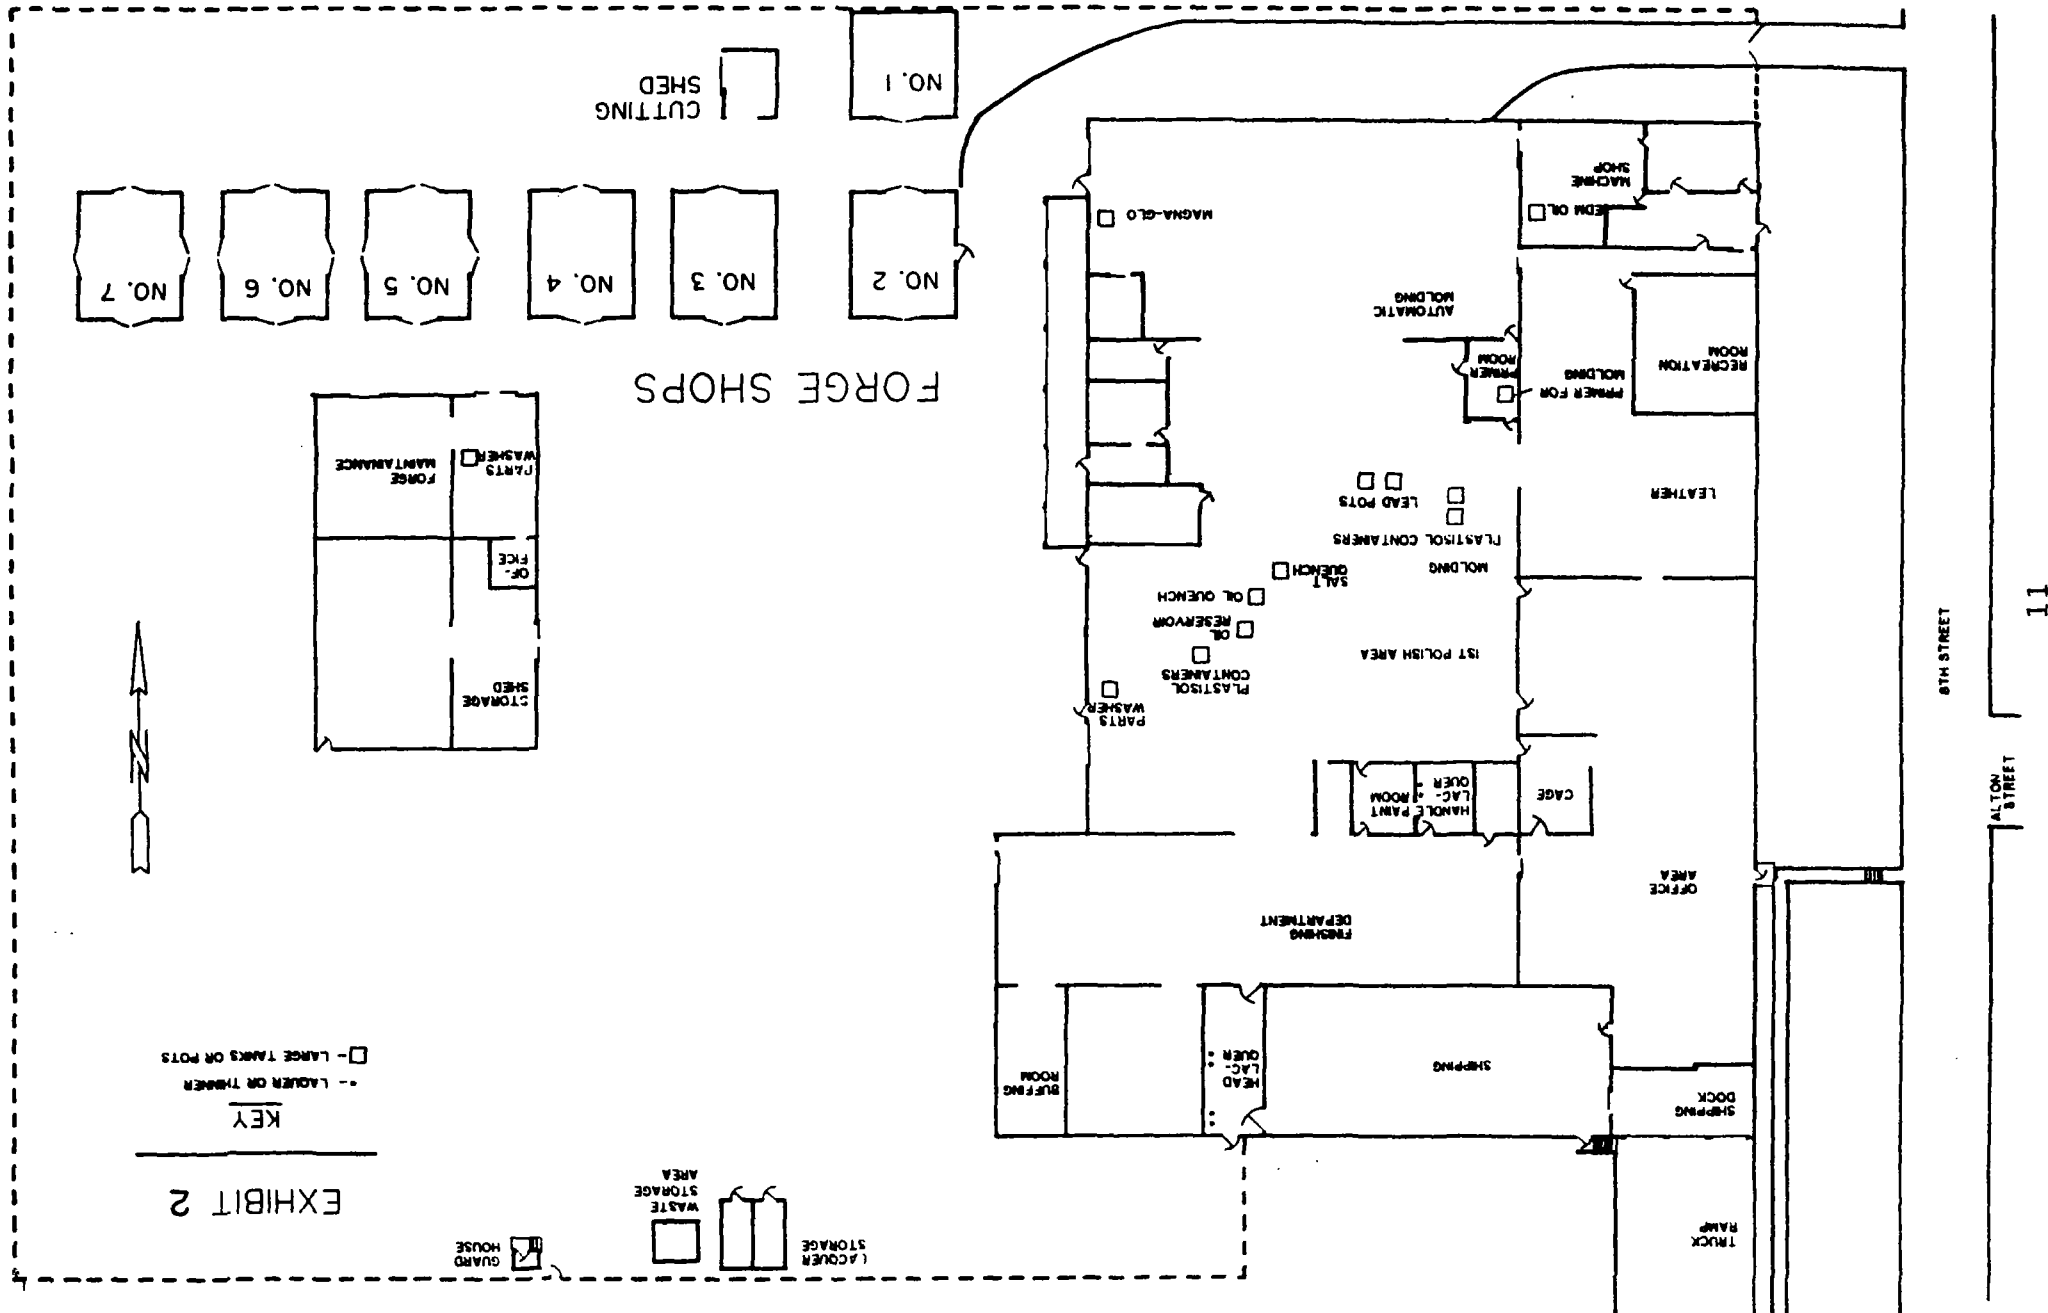 EXHIBIT 2
KEY
•-- LAQUER OR THINNER
□- LARGE TANKS OR POTS
GUARD
HOUSE
WASTE
STORAGE
AREA
LACQUER
STORAGE
TRUCK
RAMP
SHIPPING
DOCK
SHIPPING
HEAD
LAC-
QUER
BUFFING
ROOM
OFFICE
AREA
FINISHING
DEPARTMENT
CAGE
HANDLE PAINT
LAC- ROOM
QUER
PARTS
WASHER
PLASTISOL
CONTAINERS
OIL
RESERVOIR
OIL QUENCH
SALT
QUENCH
1ST POLISH AREA
MOLDING
PLASTISOL CONTAINERS
LEAD POTS
LEATHER
PRIMER FOR
MOLDING
PRIMER
ROOM
RECREATION
ROOM
AUTOMATIC
MOLDING
MAGNA-GLO
EDM OIL
MACHINE
SHOP
STORAGE
SHED
OF-
FICE
PARTS
WASHER
FORGE
MAINTAINANCE
N
FORGE SHOPS
NO. 2
NO. 3
NO. 4
NO. 5
NO. 6
NO. 7
NO. 1
CUTTING
SHED
ALTON
STREET
8TH STREET
11